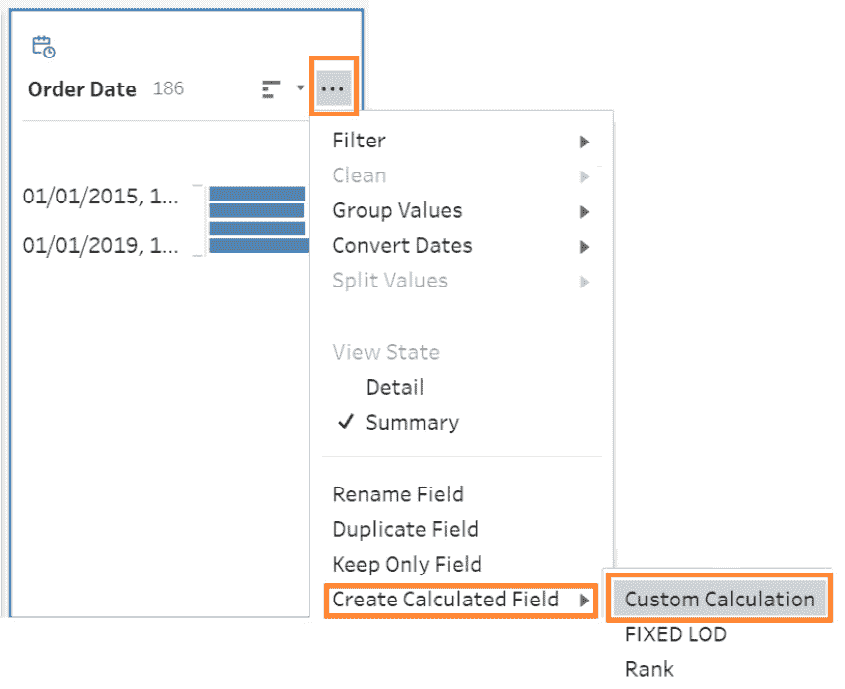 Order Date 186
Filter
Clean
01/01/2015, 1...
Group Values
01/01/2019, 1...
Convert Dates
Split Values
View State
Detail
Summary
Rename Field
Duplicate Field
Keep Only Field
Create Calculated Field
Custom Calculation
FIXED LOD
Rank